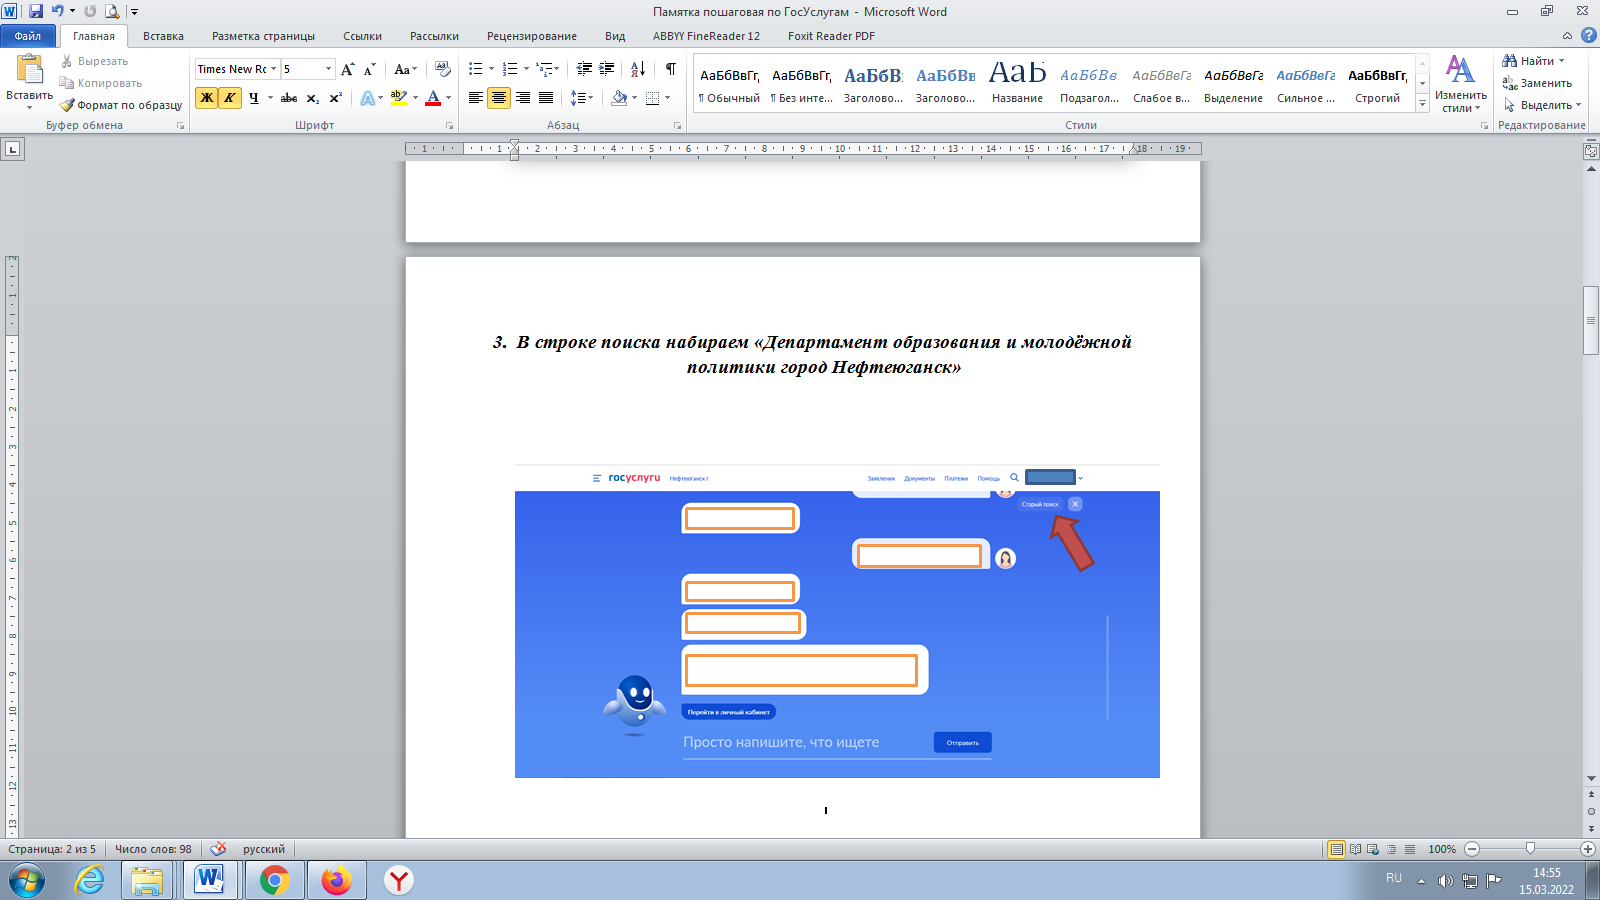 Памятка пошаговая по ГосУслугам - Microsoft Word
Файл
Главная
Вставка
Разметка страницы
Ссылки
Рассылки
Рецензирование
Вид
ABBYY FineReader 12
Foxit Reader PDF
Вставить
Вырезать
Копировать
Формат по образцу
Буфер обмена
Times New Rc
5
Шрифт
Абзац
АаБбВвГг,
¶ Обычный
АаБбВвГг,
¶ Без инте...
АаБбВ
Заголово...
АаБбВв
Заголово...
АаБ
Название
АаБбВв.
Подзагол...
АаБбВвГг
Слабое в...
АаБбВвГг
Выделение
АаБбВвГг
Сильное ...
АаБбВвГг,
Строгий
Стили
Изменить
стили
Найти
Заменить
Выделить
Редактирование
3. В строке поиска набираем «Департамент образования и молодёжной
политики город Нефтеюганск»
госуслуги
Нефтеюганск г
Заявления
Документы
Платежи
Помощь
Старый поиск
Перейти в личный кабинет
Просто напишите, что ищете
Отправить
Страница: 2 из 5
Число слов: 98
русский
100%
RU
14:55
15.03.2022